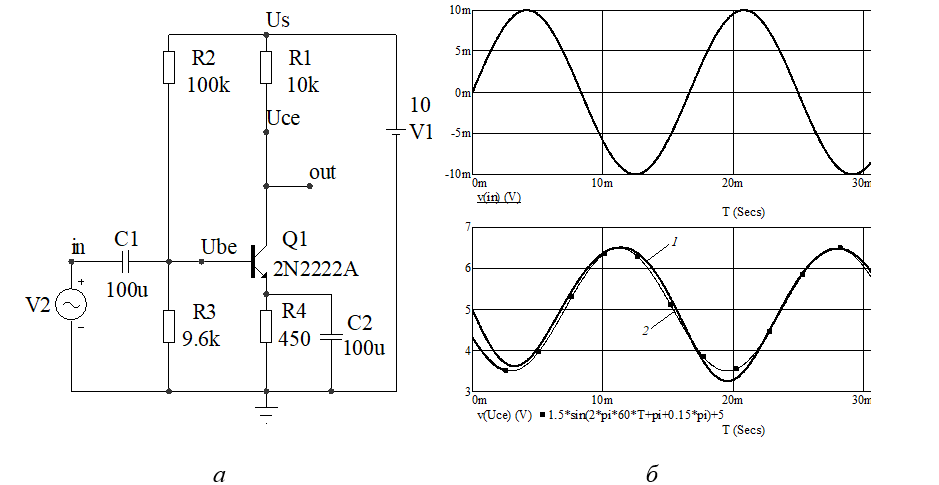 Us
R2
100k
R1
10k
Uce
10
V1
out
in
C1
100u
Ube
Q1
2N2222A
V2
+
-
R3
9.6k
R4
450
C2
100u
а
10m
5m
0m
-5m
-10m
0m 10m 20m 30m
v(in) (V)
T (Secs)
7
6
5
4
3
1
2
0m 10m 20m 30m
v(Uce) (V) ■ 1.5*sin(2*pi*60*T+pi+0.15*pi)+5
T (Secs)
б